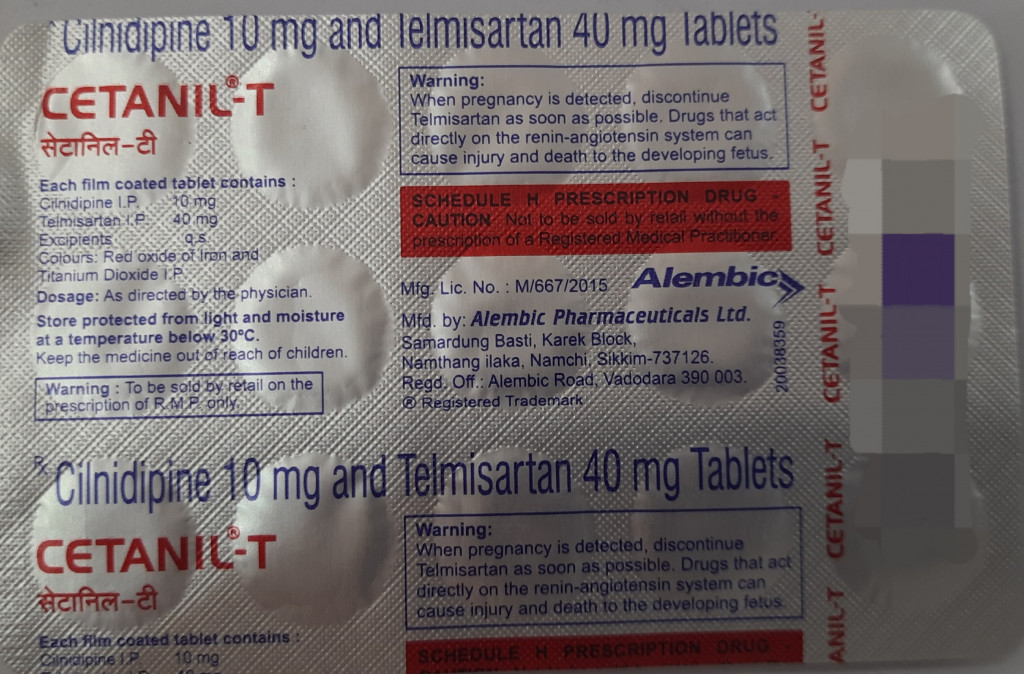 Cilnidipine 10 mg and Telmisartan 40 mg Tablets
CETANIL®-T
सेटानिल-टी
Each film coated tablet contains :
Cilnidipine I.P. 10 mg
Telmisartan I.P. 40 mg
Excipients q.s.
Colours: Red oxide of Iron and
Titanium Dioxide I.P.
Dosage: As directed by the physician.
Store protected from light and moisture
at a temperature below 30°C.
Keep the medicine out of reach of children.
Warning : To be sold by retail on the
prescription of R.M.P. only.
Warning:
When pregnancy is detected, discontinue
Telmisartan as soon as possible. Drugs that act
directly on the renin-angiotensin system can
cause injury and death to the developing fetus.
SCHEDULE H PRESCRIPTION DRUG -
CAUTION Not to be sold by retail without the
prescription of a Registered Medical Practitioner.
Mfg. Lic. No. : M/667/2015
Alembic
Mfd. by: Alembic Pharmaceuticals Ltd.
Samardung Basti, Karek Block,
Namthang ilaka, Namchi, Sikkim-737126.
Regd. Off.: Alembic Road, Vadodara 390 003.
® Registered Trademark
20038359
CETANIL-T CETANIL-T CETANIL-T CETANIL-T CETANIL-T
Rx Cilnidipine 10 mg and Telmisartan 40 mg Tablets
CETANIL®-T
सेटानिल-टी
Each film coated tablet contains :
Cilnidipine I.P. 10 mg
Warning:
When pregnancy is detected, discontinue
Telmisartan as soon as possible. Drugs that act
directly on the renin-angiotensin system can
cause injury and death to the developing fetus.
SCHEDULE H PRESCRIPTION DRUG -